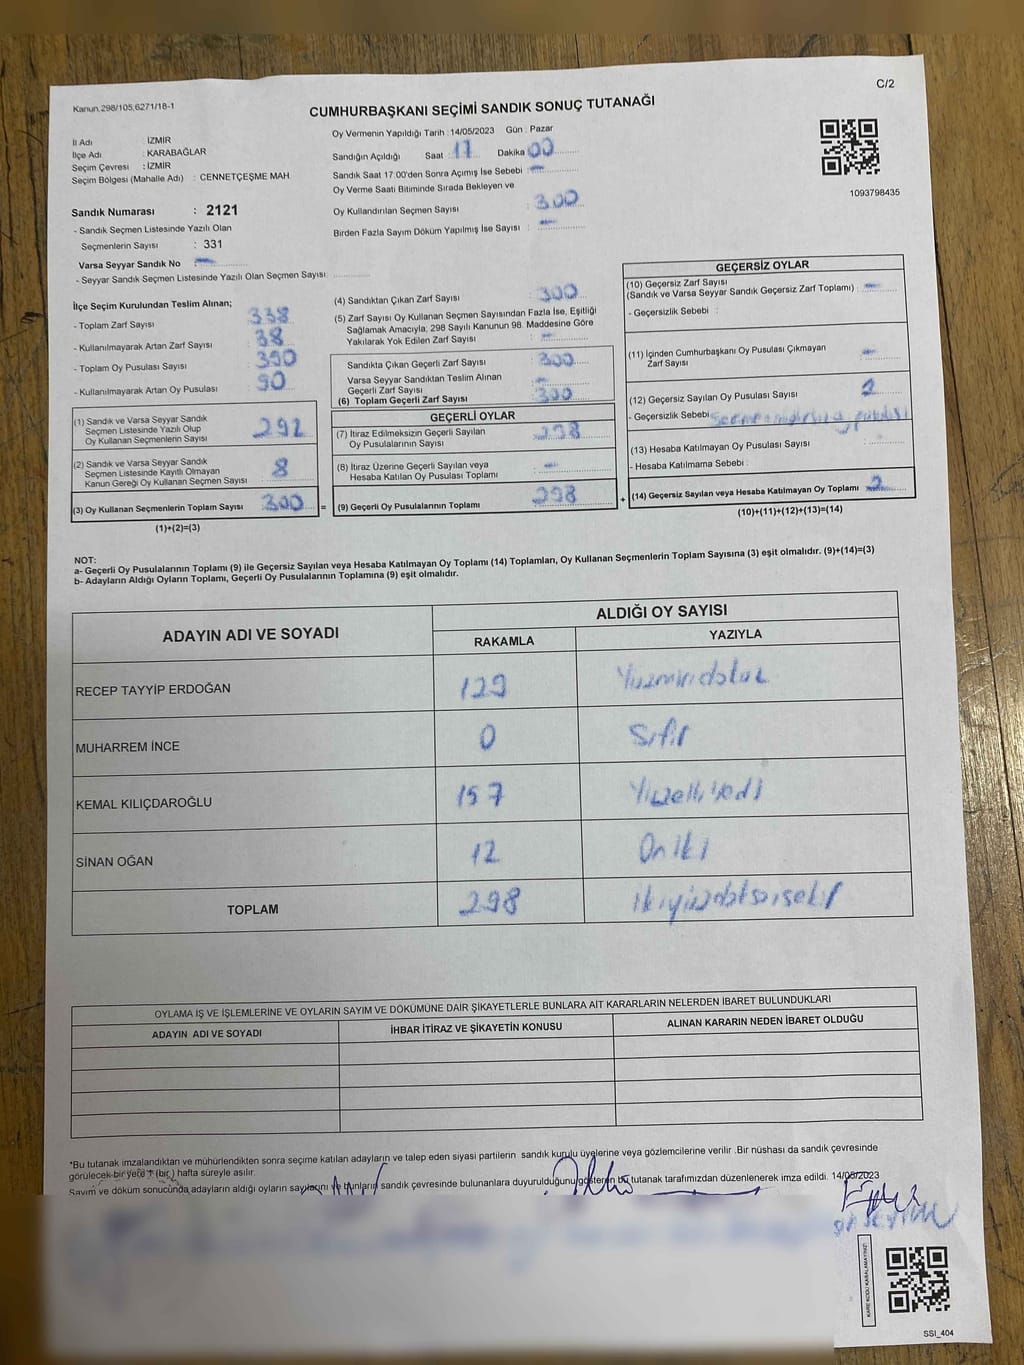 C/2
Kanun,298/105,6271/18-1
CUMHURBAŞKANI SEÇİMİ SANDIK SONUÇ TUTANAĞI
İl Adı : İZMİR
İlçe Adı : KARABAĞLAR
Seçim Çevresi : İZMİR
Seçim Bölgesi (Mahalle Adı) : CENNETÇEŞME MAH.
Sandık Numarası : 2121
- Sandık Seçmen Listesinde Yazılı Olan
Seçmenlerin Sayısı : 331
Varsa Seyyar Sandık No : -
- Seyyar Sandık Seçmen Listesinde Yazılı Olan Seçmen Sayısı:
Oy Vermenin Yapıldığı Tarih : 14/05/2023 Gün : Pazar
Sandığın Açıldığı Saat : 17 Dakika : 00
Sandık Saat 17:00'den Sonra Açımış İse Sebebi : -
Oy Verme Saati Bitiminde Sırada Bekleyen ve
Oy Kullandırılan Seçmen Sayısı : 300
Birden Fazla Sayım Döküm Yapılmış İse Sayısı : -
1093798435
İlçe Seçim Kurulundan Teslim Alınan;
- Toplam Zarf Sayısı 338
- Kullanılmayarak Artan Zarf Sayısı 38
- Toplam Oy Pusulası Sayısı 390
- Kullanılmayarak Artan Oy Pusulası 90
(1) Sandık ve Varsa Seyyar Sandık
Seçmen Listesinde Yazılı Olup
Oy Kullanan Seçmenlerin Sayısı 292
(2) Sandık ve Varsa Seyyar Sandık
Seçmen Listesinde Kayıtlı Olmayan
Kanun Gereği Oy Kullanan Seçmen Sayısı 8
(3) Oy Kullanan Seçmenlerin Toplam Sayısı 300 =
(1)+(2)=(3)
(4) Sandıktan Çıkan Zarf Sayısı : 300
(5) Zarf Sayısı Oy Kullanan Seçmen Sayısından Fazla İse, Eşitliği
Sağlamak Amacıyla; 298 Sayılı Kanunun 98. Maddesine Göre
Yakılarak Yok Edilen Zarf Sayısı : -
Sandıkta Çıkan Geçerli Zarf Sayısı : 300
Varsa Seyyar Sandıktan Teslim Alınan
Geçerli Zarf Sayısı : -
(6) Toplam Geçerli Zarf Sayısı : 300
GEÇERLİ OYLAR
(7) İtiraz Edilmeksizin Geçerli Sayılan
Oy Pusulalarının Sayısı : 298
(8) İtiraz Üzerine Geçerli Sayılan veya
Hesaba Katılan Oy Pusulası Toplamı : -
(9) Geçerli Oy Pusulalarının Toplamı : 298 +
GEÇERSİZ OYLAR
(10) Geçersiz Zarf Sayısı
(Sandık ve Varsa Seyyar Sandık Geçersiz Zarf Toplamı) : -
- Geçersizlik Sebebi :
(11) İçinden Cumhurbaşkanı Oy Pusulası Çıkmayan
Zarf Sayısı : -
(12) Geçersiz Sayılan Oy Pusulası Sayısı : 2
- Geçersizlik Sebebi :
(13) Hesaba Katılmayan Oy Pusulası Sayısı :
- Hesaba Katılmama Sebebi :
(14) Geçersiz Sayılan veya Hesaba Katılmayan Oy Toplamı : 2
(10)+(11)+(12)+(13)=(14)
NOT:
a- Geçerli Oy Pusulalarının Toplamı (9) ile Geçersiz Sayılan veya Hesaba Katılmayan Oy Toplamı (14) Toplamları, Oy Kullanan Seçmenlerin Toplam Sayısına (3) eşit olmalıdır. (9)+(14)=(3)
b- Adayların Aldığı Oyların Toplamı, Geçerli Oy Pusulalarının Toplamına (9) eşit olmalıdır.
ADAYIN ADI VE SOYADI ALDIĞI OY SAYISI
RAKAMLA YAZIYLA
RECEP TAYYİP ERDOĞAN 129 Yüzyirmidokuz
MUHARREM İNCE 0 Sıfır
KEMAL KILIÇDAROĞLU 157 Yüzelliyedi
SİNAN OĞAN 12 On iki
TOPLAM 298 ikiyüzdoksansekiz
OYLAMA İŞ VE İŞLEMLERİNE VE OYLARIN SAYIM VE DÖKÜMÜNE DAİR ŞİKAYETLERLE BUNLARA AİT KARARLARIN NELERDEN İBARET BULUNDUKLARI
ADAYIN ADI VE SOYADI İHBAR İTİRAZ VE ŞİKAYETİN KONUSU ALINAN KARARIN NEDEN İBARET OLDUĞU
*Bu tutanak imzalandıktan ve mühürlendikten sonra seçime katılan adayların ve talep eden siyasi partilerin sandık kurulu üyelerine veya gözlemcilerine verilir .Bir nüshası da sandık çevresinde
görülecek bir yere 1 (bir ) hafta süreyle asılır.
Sayım ve döküm sonucunda adayların aldığı oyların sayılarının ve bunların sandık çevresinde bulunanlara duyurulduğunu gösteren bu tutanak tarafımızdan düzenlenerek imza edildi. 14/05/2023
KARE KODU KARALAMAYINIZ!
SSI_404